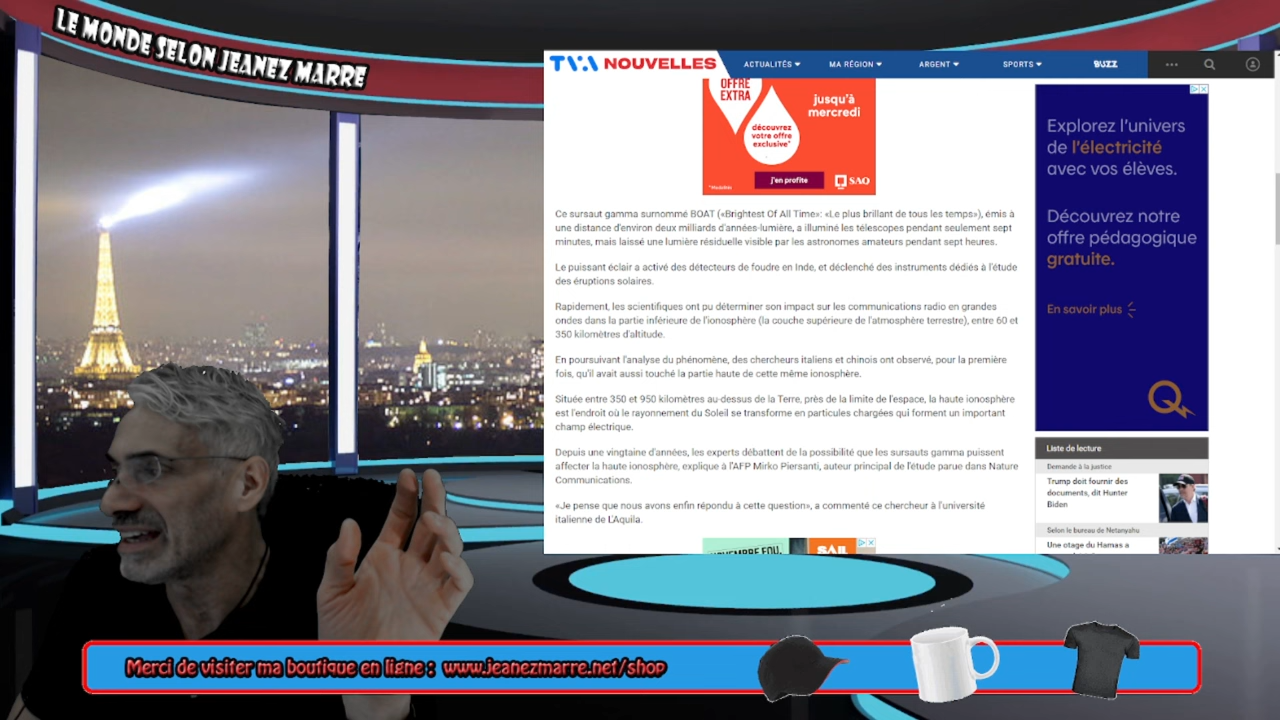 LE MONDE SELON JEANEZ MARRE
TVA NOUVELLES
ACTUALITÉS
MA RÉGION
ARGENT
SPORTS
BUZZ
OFFRE
EXTRA
jusqu'à
mercredi
découvrez
votre offre
exclusive*
j'en profite
SAQ
Ce sursaut gamma surnommé BOAT («Brightest Of All Time»: «Le plus brillant de tous les temps»), émis à
une distance d'environ deux milliards d'années-lumière, a illuminé les télescopes pendant seulement sept
minutes, mais laissé une lumière résiduelle visible par les astronomes amateurs pendant sept heures.
Le puissant éclair a activé des détecteurs de foudre en Inde, et déclenché des instruments dédiés à l'étude
des éruptions solaires.
Rapidement, les scientifiques ont pu déterminer son impact sur les communications radio en grandes
ondes dans la partie inférieure de l'ionosphère (la couche supérieure de l'atmosphère terrestre), entre 60 et
350 kilomètres d'altitude.
En poursuivant l'analyse du phénomène, des chercheurs italiens et chinois ont observé, pour la première
fois, qu'il avait aussi touché la partie haute de cette même ionosphère.
Située entre 350 et 950 kilomètres au-dessus de la Terre, près de la limite de l'espace, la haute ionosphère
est l'endroit où le rayonnement du Soleil se transforme en particules chargées qui forment un important
champ électrique.
Depuis une vingtaine d'années, les experts débattent de la possibilité que les sursauts gamma puissent
affecter la haute ionosphère, explique à l'AFP Mirko Piersanti, auteur principal de l'étude parue dans Nature
Communications.
«Je pense que nous avons enfin répondu à cette question», a commenté ce chercheur à l'université
italienne de L'Aquila.
NOVEMBRE FOU
SAIL
Explorez l'univers
de l'électricité
avec vos élèves.
Découvrez notre
offre pédagogique
gratuite.
En savoir plus
Liste de lecture
Demande à la justice
Trump doit fournir des
documents, dit Hunter
Biden
Selon le bureau de Netanyahu
Une otage du Hamas a
Merci de visiter ma boutique en ligne : www.jeanezmarre.net/shop